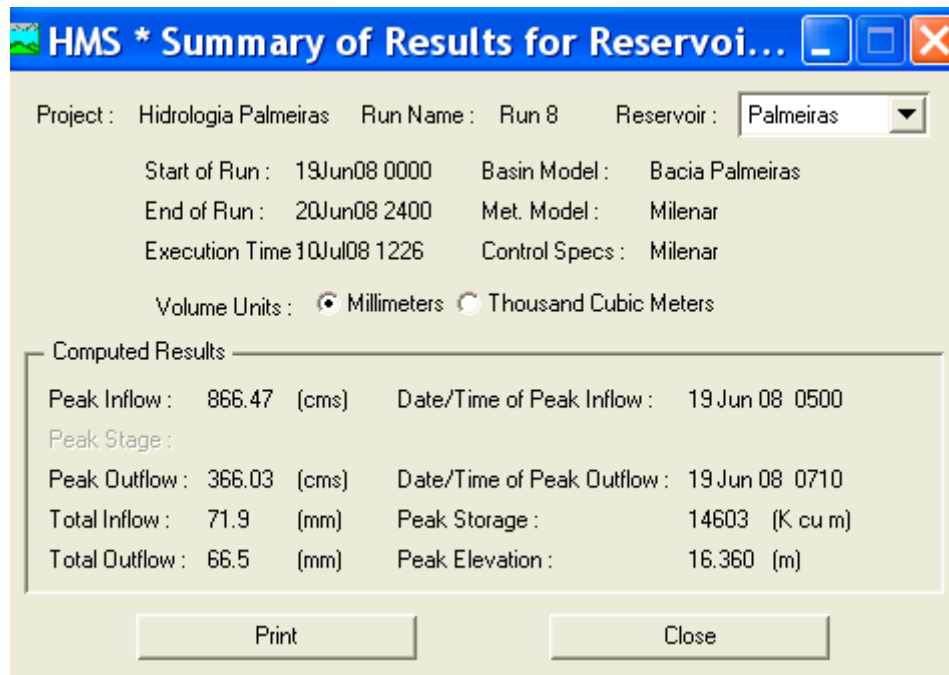 HMS * Summary of Results for Reservoi...
Project : Hidrologia Palmeiras Run Name : Run 8 Reservoir : Palmeiras
Start of Run : 19Jun08 0000 Basin Model : Bacia Palmeiras
End of Run : 20Jun08 2400 Met. Model : Milenar
Execution Time 10Jul08 1226 Control Specs : Milenar
Volume Units : Millimeters Thousand Cubic Meters
Computed Results
Peak Inflow : 866.47 (cms) Date/Time of Peak Inflow : 19 Jun 08 0500
Peak Stage :
Peak Outflow : 366.03 (cms) Date/Time of Peak Outflow : 19 Jun 08 0710
Total Inflow : 71.9 (mm) Peak Storage : 14603 (K cu m)
Total Outflow : 66.5 (mm) Peak Elevation : 16.360 (m)
Print Close